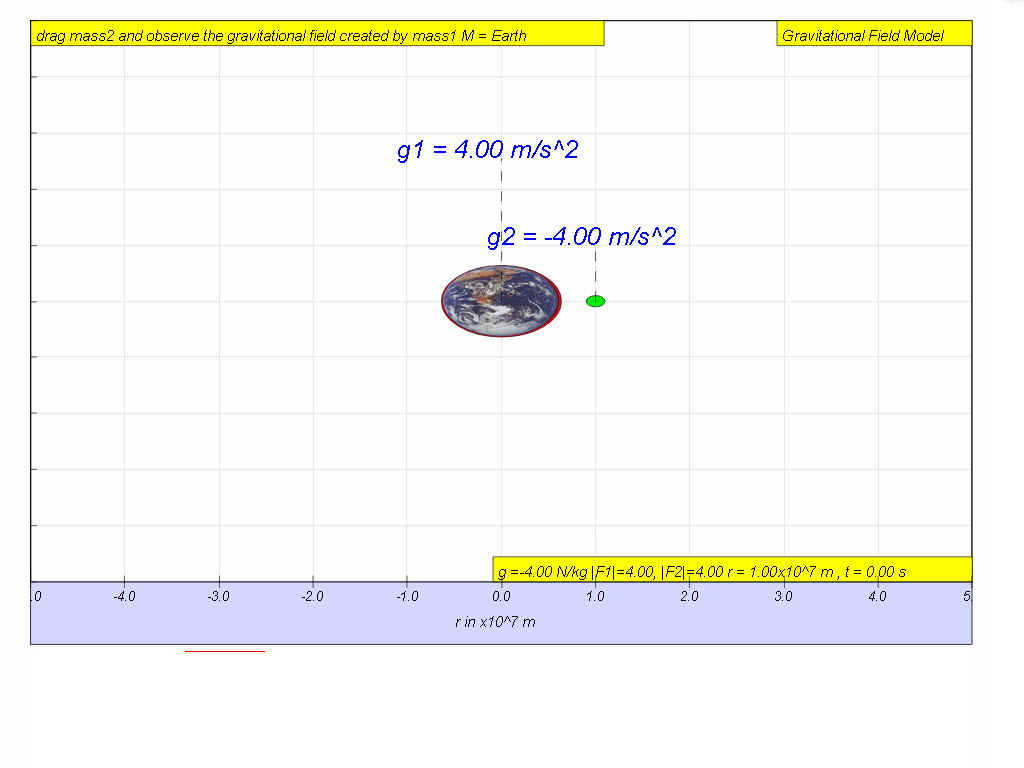 drag mass2 and observe the gravitational field created by mass1 M = Earth
Gravitational Field Model
g1 = 4.00 m/s^2
g2 = -4.00 m/s^2
g =-4.00 N/kg |F1|=4.00, |F2|=4.00 r = 1.00x10^7 m , t = 0.00 s
.0 -4.0 -3.0 -2.0 -1.0 0.0 1.0 2.0 3.0 4.0 5.
r in x10^7 m